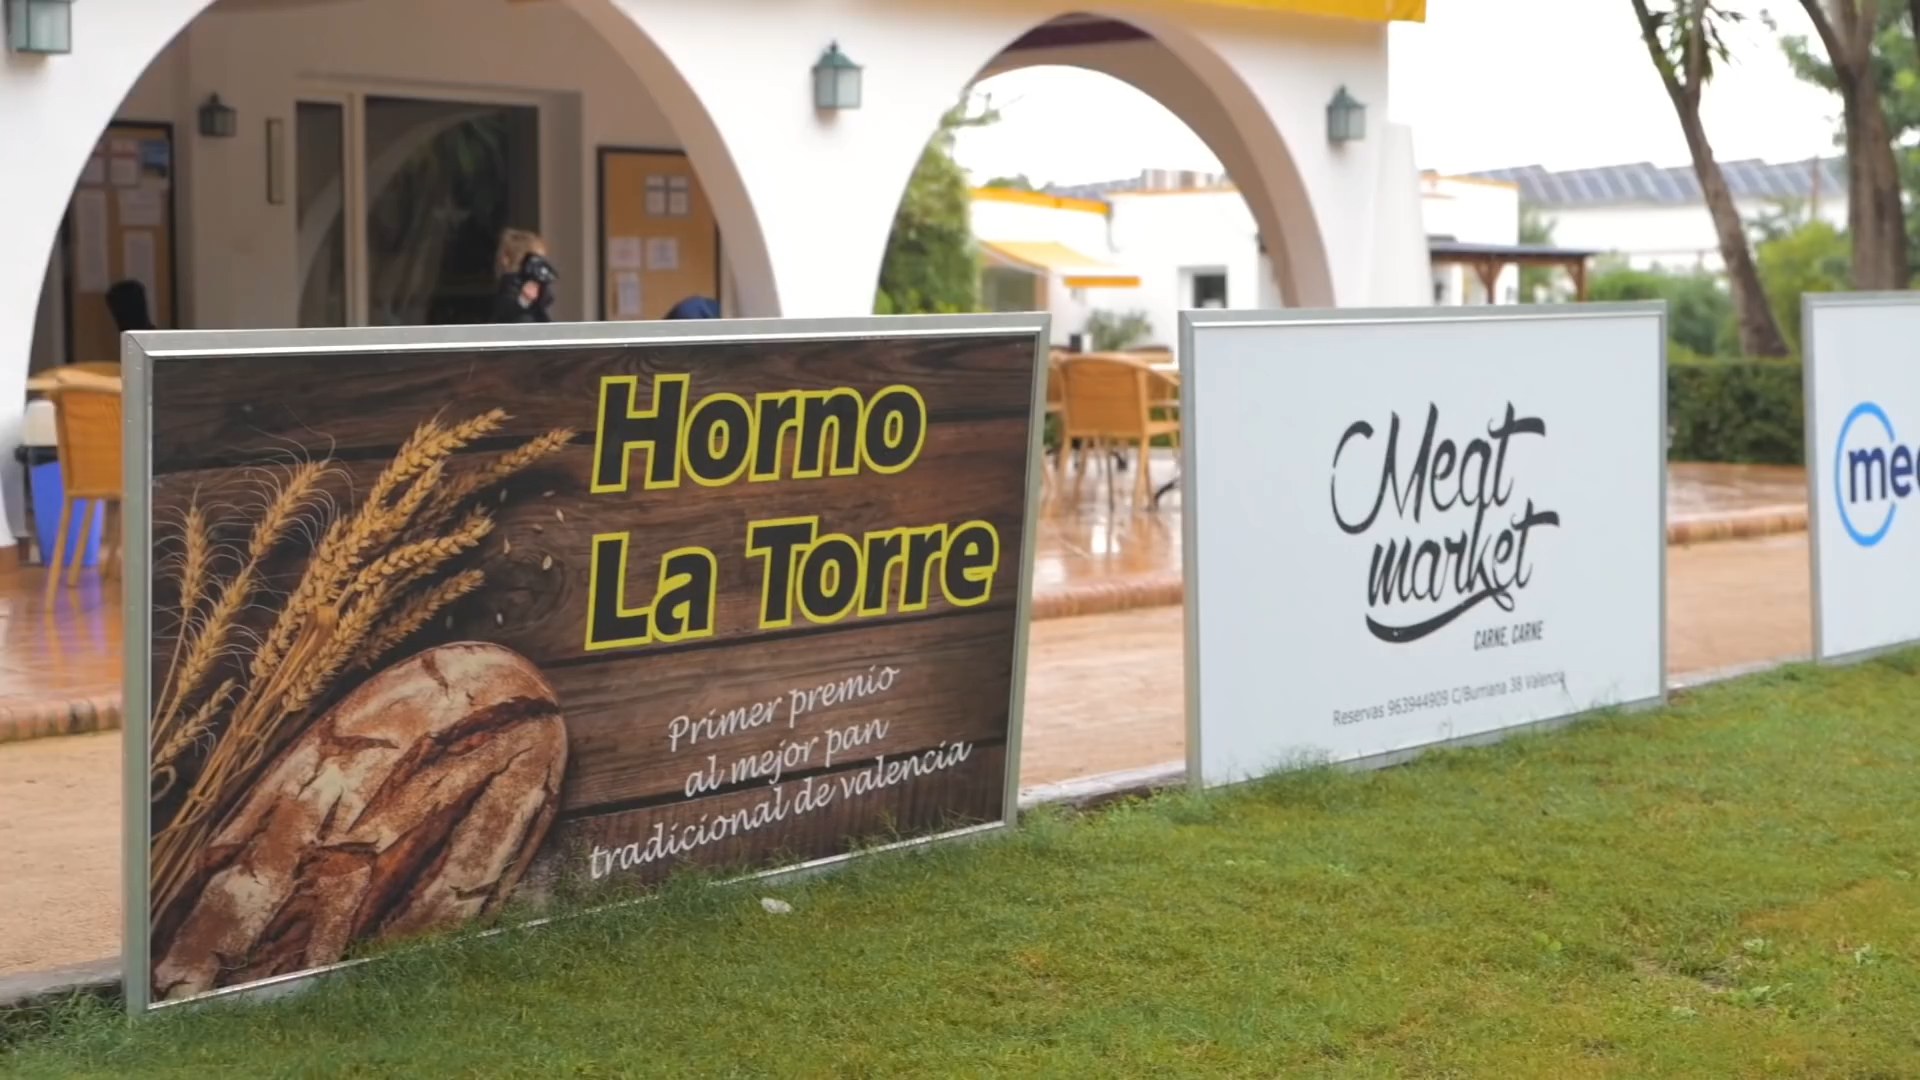 Horno
La Torre
Primer premio
al mejor pan
tradicional de valencia
Meat
market
CARNE, CARNE
Reservas 963944909 C/Burriana 38 Valencia